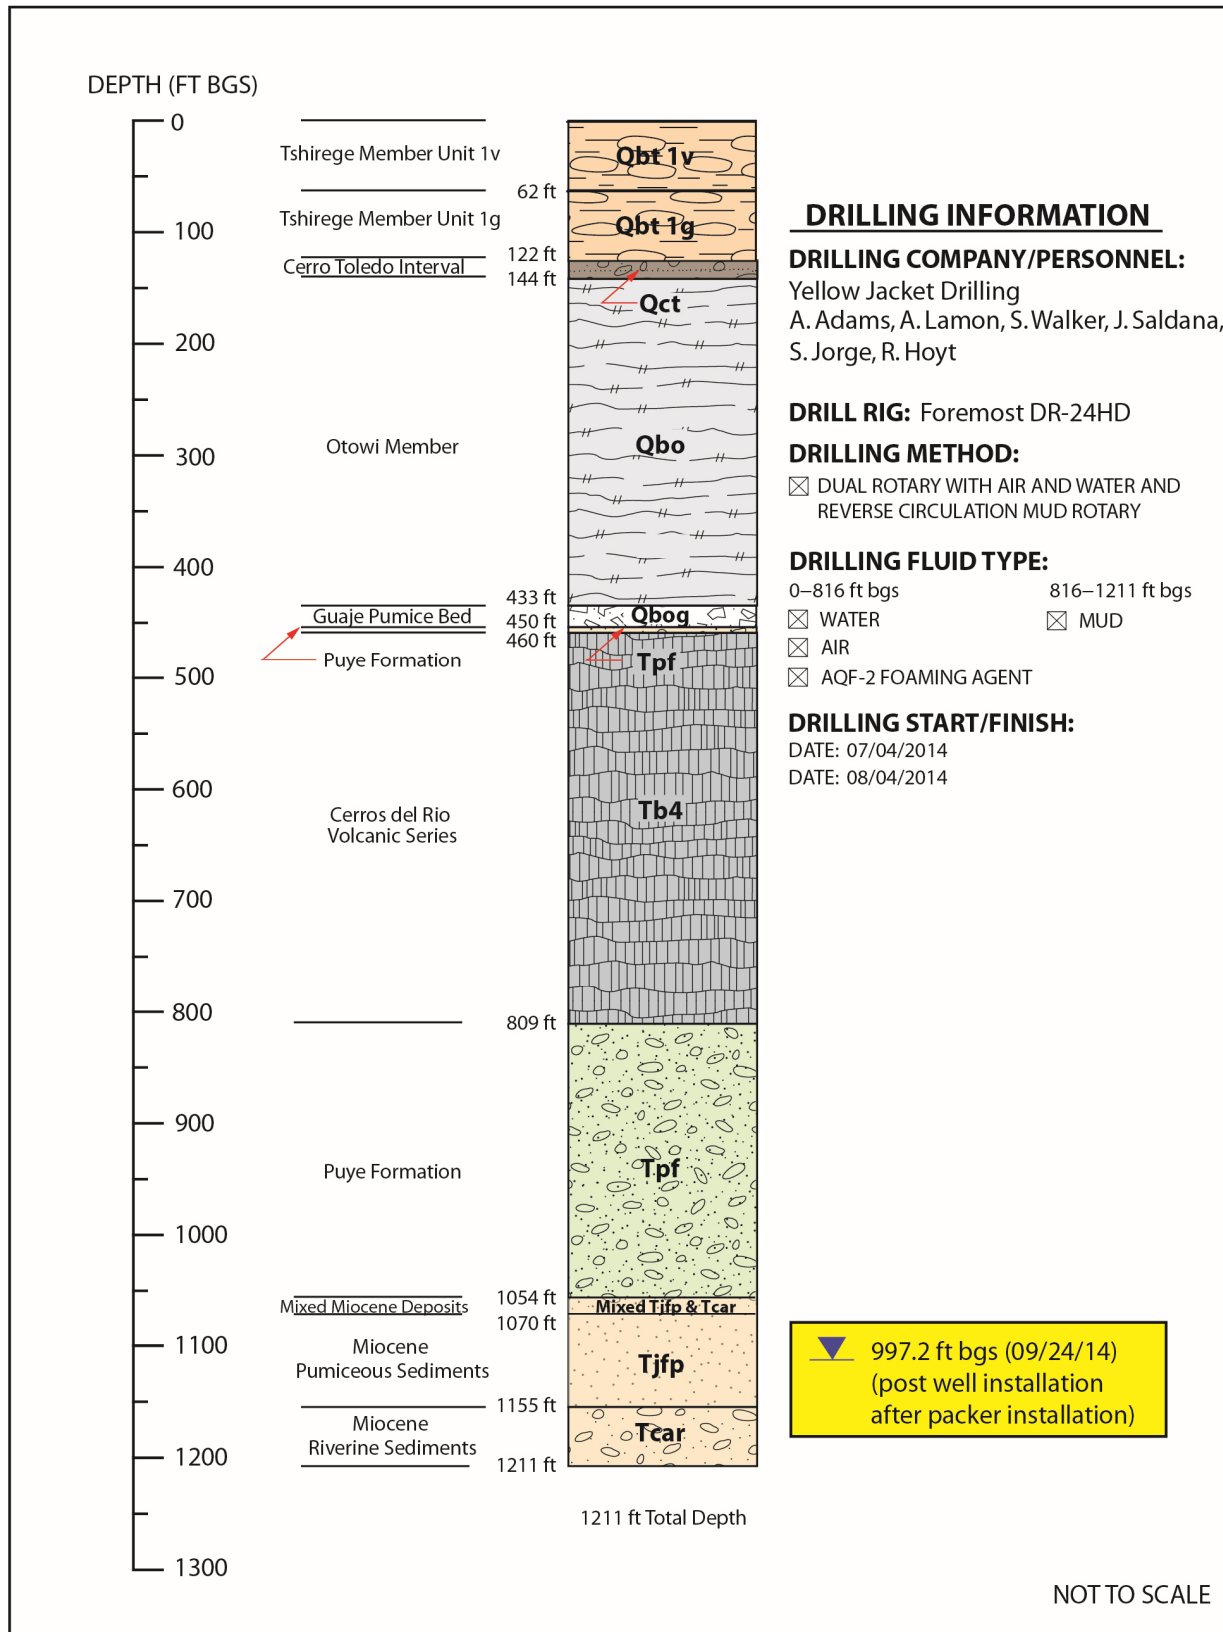 DEPTH (FT BGS)
0
100
200
300
400
500
600
700
800
900
1000
1100
1200
1300
Tshirege Member Unit 1v
62 ft
Tshirege Member Unit 1g
122 ft
Cerro Toledo Interval
144 ft
Otowi Member
433 ft
Guaje Pumice Bed
450 ft
460 ft
Puye Formation
Cerros del Rio
Volcanic Series
809 ft
Puye Formation
1054 ft
Mixed Miocene Deposits
1070 ft
Miocene
Pumiceous Sediments
1155 ft
Miocene
Riverine Sediments
1211 ft
Qbt 1v
Qbt 1g
Qct
Qbo
Qbog
Tpf
Tb4
Tpf
Mixed Tjfp & Tcar
Tjfp
Tcar
1211 ft Total Depth
DRILLING INFORMATION
DRILLING COMPANY/PERSONNEL:
Yellow Jacket Drilling
A. Adams, A. Lamon, S. Walker, J. Saldana,
S. Jorge, R. Hoyt
DRILL RIG: Foremost DR-24HD
DRILLING METHOD:
DUAL ROTARY WITH AIR AND WATER AND
REVERSE CIRCULATION MUD ROTARY
DRILLING FLUID TYPE:
0–816 ft bgs 816–1211 ft bgs
WATER MUD
AIR
AQF-2 FOAMING AGENT
DRILLING START/FINISH:
DATE: 07/04/2014
DATE: 08/04/2014
997.2 ft bgs (09/24/14)
(post well installation
after packer installation)
NOT TO SCALE